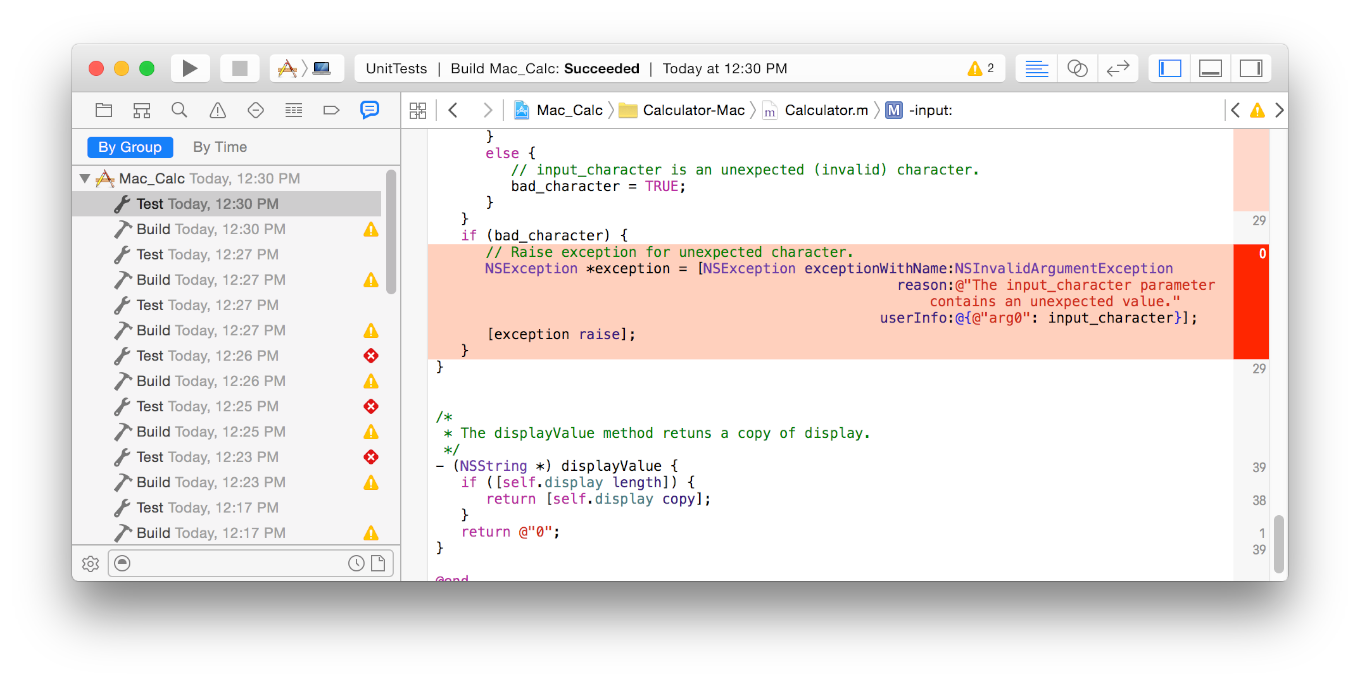 UnitTests | Build Mac_Calc: Succeeded | Today at 12:30 PM
2
Mac_Calc
Calculator-Mac
Calculator.m
M -input:
By Group
By Time
Mac_Calc Today, 12:30 PM
Test Today, 12:30 PM
Build Today, 12:30 PM
Test Today, 12:27 PM
Build Today, 12:27 PM
Test Today, 12:27 PM
Build Today, 12:27 PM
Test Today, 12:26 PM
Build Today, 12:26 PM
Test Today, 12:25 PM
Build Today, 12:25 PM
Test Today, 12:23 PM
Build Today, 12:23 PM
Test Today, 12:17 PM
Build Today, 12:17 PM
}
else {
// input_character is an unexpected (invalid) character.
bad_character = TRUE;
}
}
29
if (bad_character) {
// Raise exception for unexpected character.
0
NSException *exception = [NSException exceptionWithName:NSInvalidArgumentException
reason:@"The input_character parameter
contains an unexpected value."
userInfo:@{@"arg0": input_character}];
[exception raise];
}
}
29
/*
* The displayValue method retuns a copy of display.
*/
- (NSString *) displayValue {
39
if ([self.display length]) {
return [self.display copy];
38
}
return @"0";
1
}
39
@end